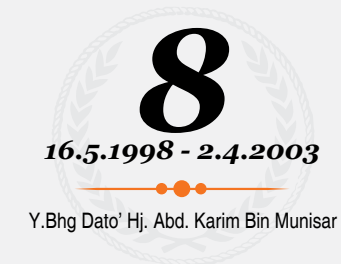 8
16.5.1998 - 2.4.2003
Y.Bhg Dato' Hj. Abd. Karim Bin Munisar